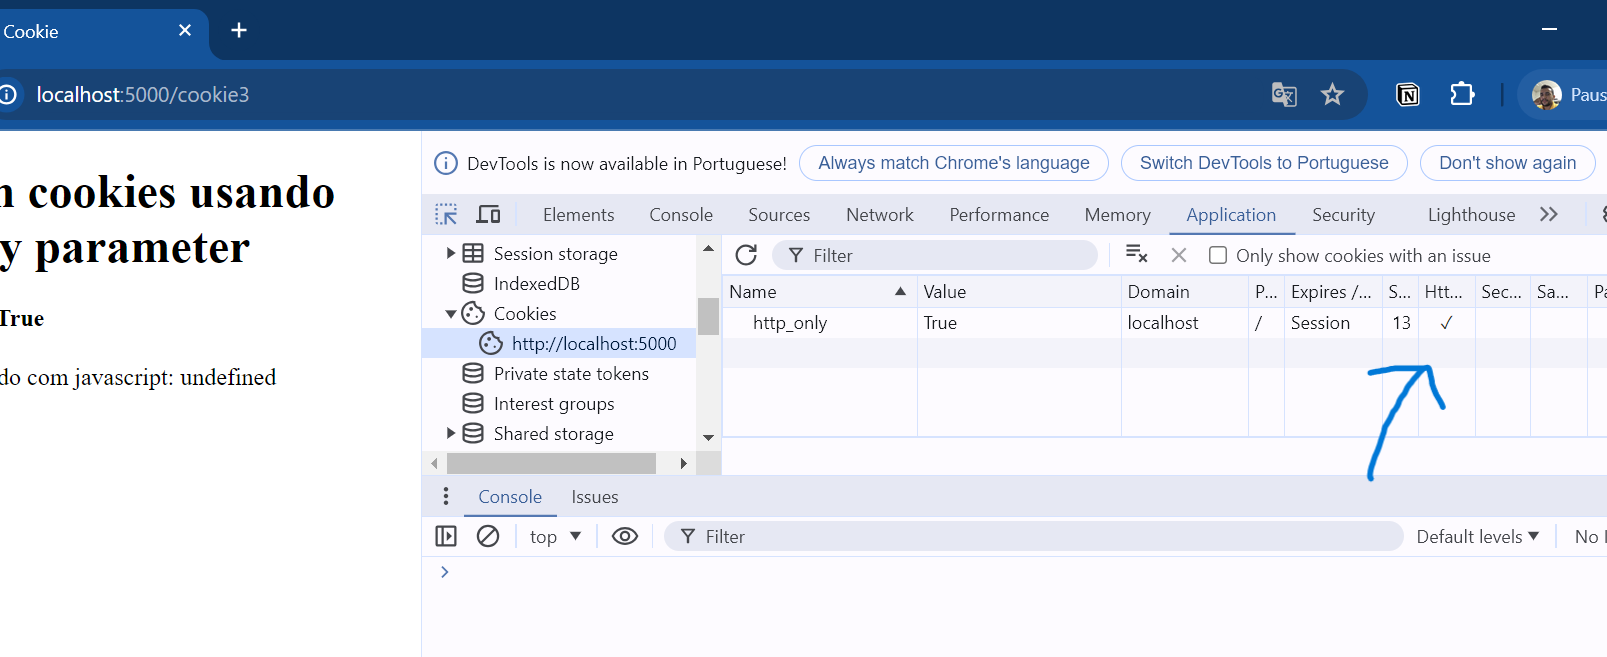 Cookie
localhost:5000/cookie3
Paus
DevTools is now available in Portuguese!
Always match Chrome's language
Switch DevTools to Portuguese
Don't show again
n cookies usando
y parameter
True
do com javascript: undefined
Elements
Console
Sources
Network
Performance
Memory
Application
Security
Lighthouse
Session storage
IndexedDB
Cookies
http://localhost:5000
Private state tokens
Interest groups
Shared storage
Filter
Only show cookies with an issue
Name Value Domain P... Expires /... S... Htt... Sec... Sa... Pa
http_only True localhost / Session 13 ✓
Console
Issues
top
Filter
Default levels
No I